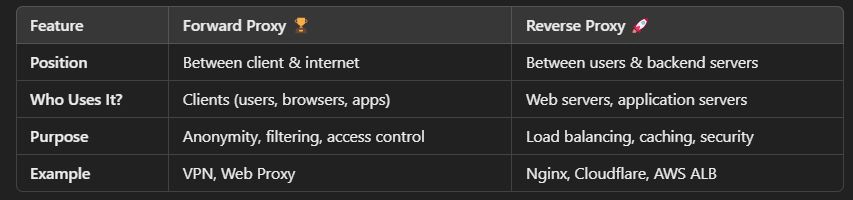 Feature Forward Proxy 🏆 Reverse Proxy 🚀
Position Between client & internet Between users & backend servers
Who Uses It? Clients (users, browsers, apps) Web servers, application servers
Purpose Anonymity, filtering, access control Load balancing, caching, security
Example VPN, Web Proxy Nginx, Cloudflare, AWS ALB